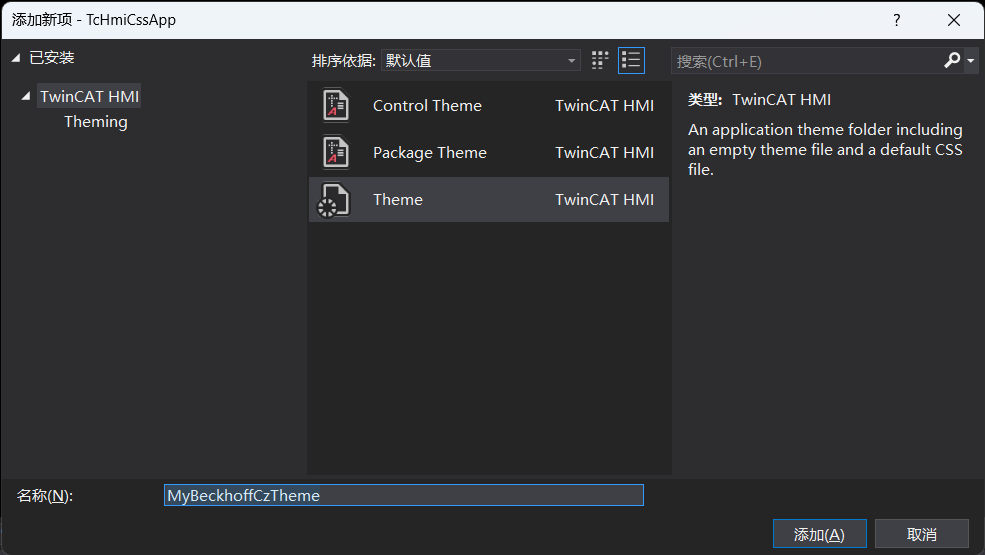 添加新项 - TcHmiCssApp
?
已安装
TwinCAT HMI
Theming
排序依据: 默认值
Control Theme TwinCAT HMI
Package Theme TwinCAT HMI
Theme TwinCAT HMI
搜索(Ctrl+E)
类型: TwinCAT HMI
An application theme folder including
an empty theme file and a default CSS
file.
名称(N): MyBeckhoffCzTheme
添加(A) 取消